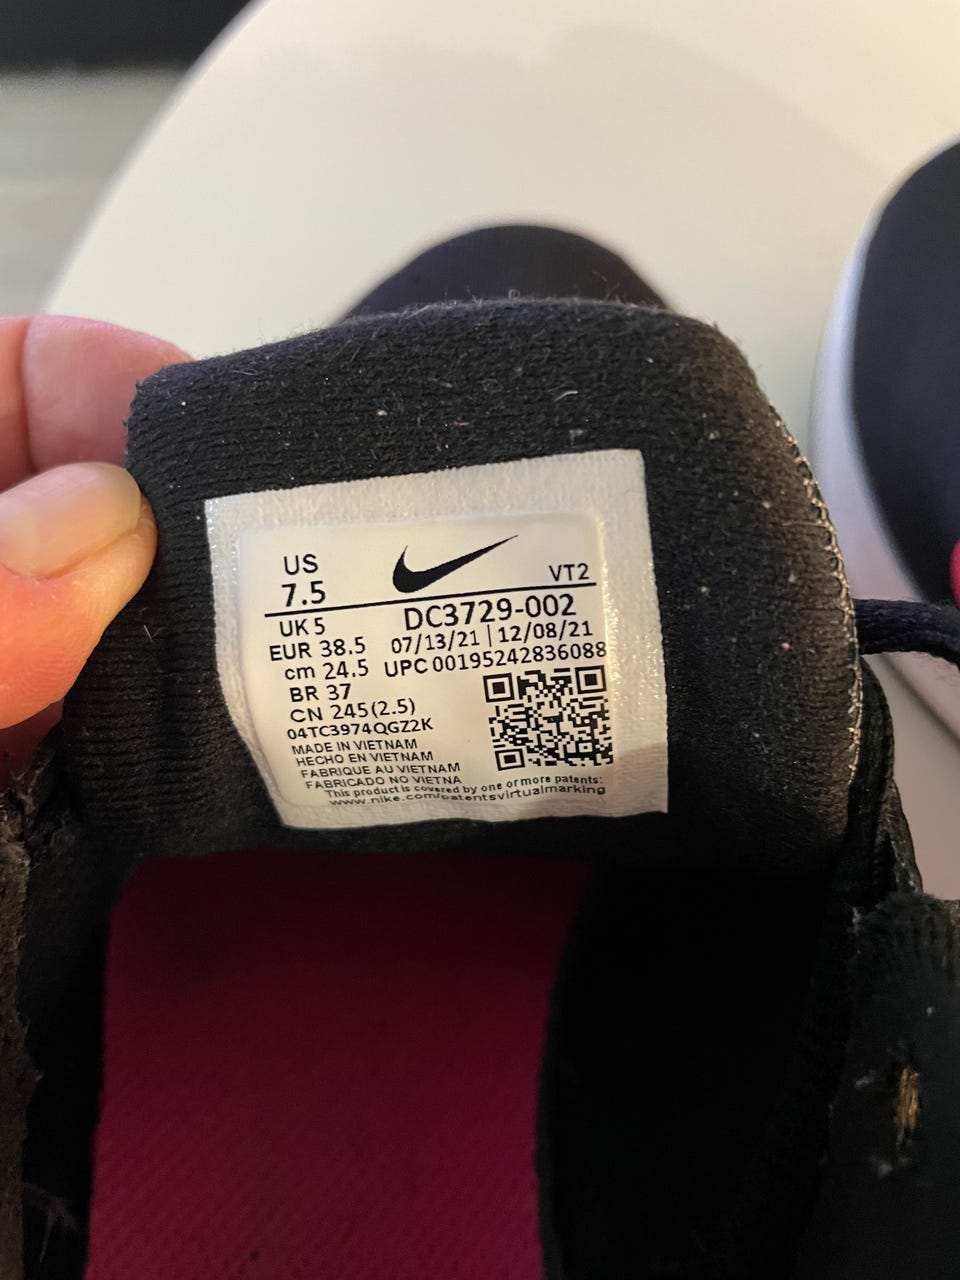 US
7.5
VT2
UK 5
DC3729-002
EUR 38.5
07/13/21 | 12/08/21
cm 24.5
UPC 00195242836088
BR 37
CN 245(2.5)
04TC3974QGZ2K
MADE IN VIETNAM
HECHO EN VIETNAM
FABRIQUE AU VIETNAM
FABRICADO NO VIETNA
This product is covered by one or more patents:
www.nike.com/patentsvirtualmarking